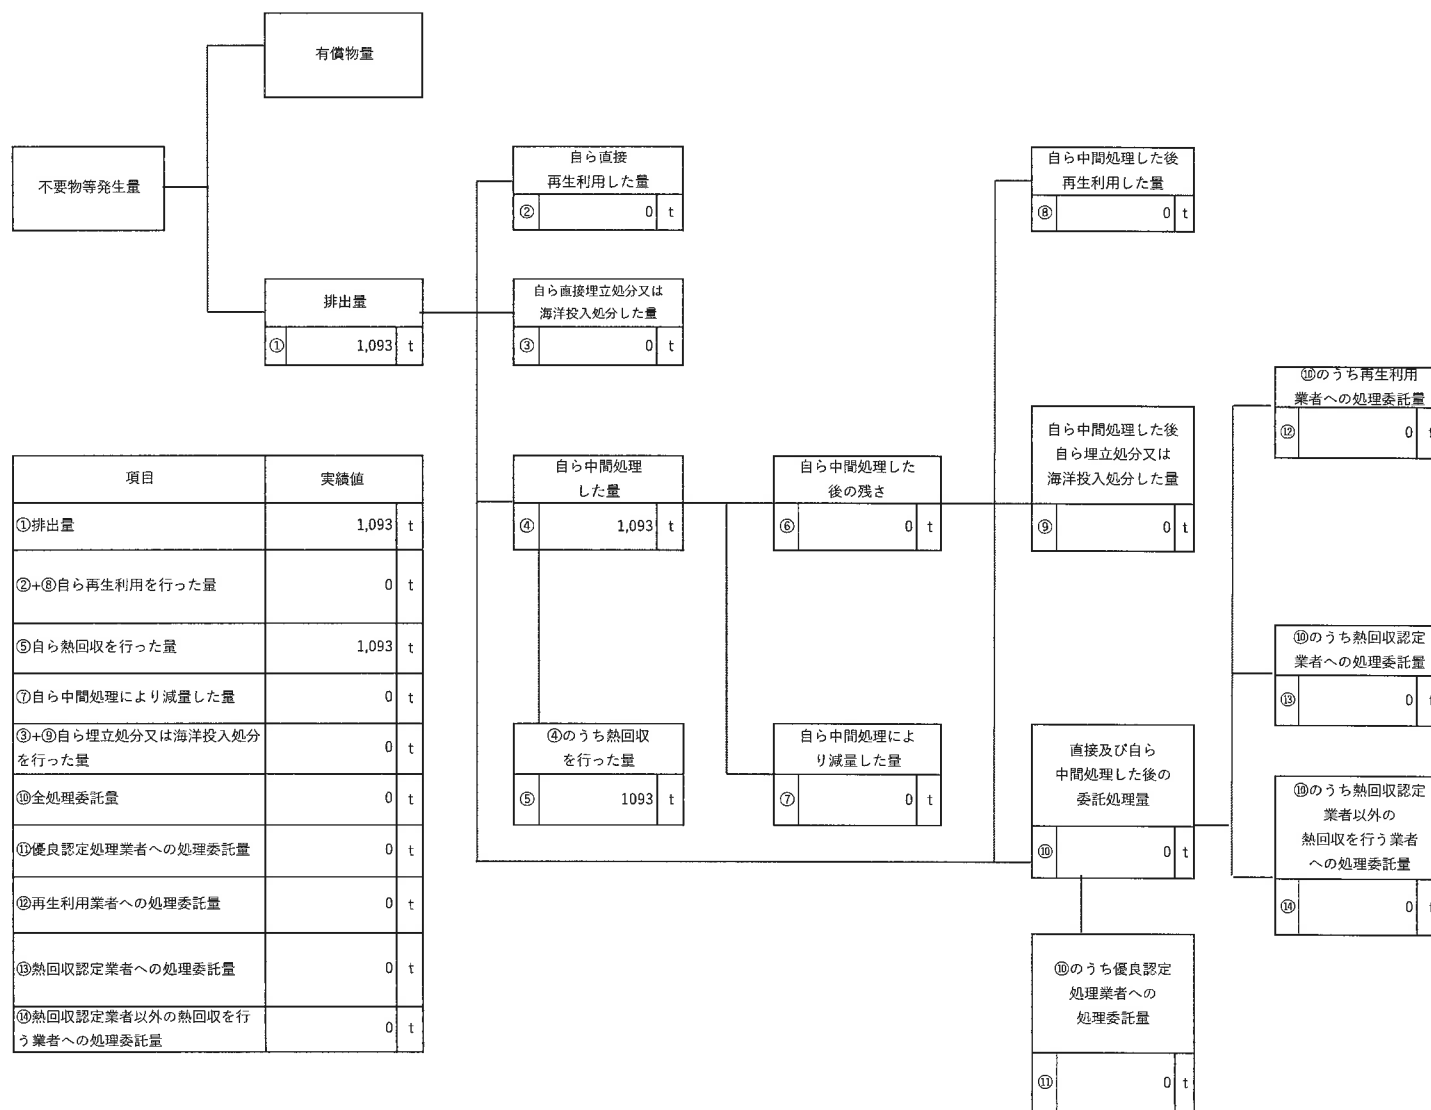 有償物量
不要物等発生量
排出量
① 1,093 t
自ら直接
再生利用した量
② 0 t
自ら直接埋立処分又は
海洋投入処分した量
③ 0 t
自ら中間処理
した量
④ 1,093 t
④のうち熱回収
を行った量
⑤ 1093 t
自ら中間処理した
後の残さ
⑥ 0 t
自ら中間処理によ
り減量した量
⑦ 0 t
自ら中間処理した後
再生利用した量
⑧ 0 t
自ら中間処理した後
自ら埋立処分又は
海洋投入処分した量
⑨ 0 t
直接及び自ら
中間処理した後の
委託処理量
⑩ 0 t
⑩のうち優良認定
処理業者への
処理委託量
⑪ 0 t
⑩のうち再生利用
業者への処理委託量
⑫ 0 t
⑩のうち熱回収認定
業者への処理委託量
⑬ 0 t
⑩のうち熱回収認定
業者以外の
熱回収を行う業者
への処理委託量
⑭ 0 t
項目 実績値
①排出量 1,093 t
②+⑧自ら再生利用を行った量 0 t
⑤自ら熱回収を行った量 1,093 t
⑦自ら中間処理により減量した量 0 t
③+⑨自ら埋立処分又は海洋投入処分
を行った量 0 t
⑩全処理委託量 0 t
⑪優良認定処理業者への処理委託量 0 t
⑫再生利用業者への処理委託量 0 t
⑬熱回収認定業者への処理委託量 0 t
⑭熱回収認定業者以外の熱回収を行
う業者への処理委託量 0 t